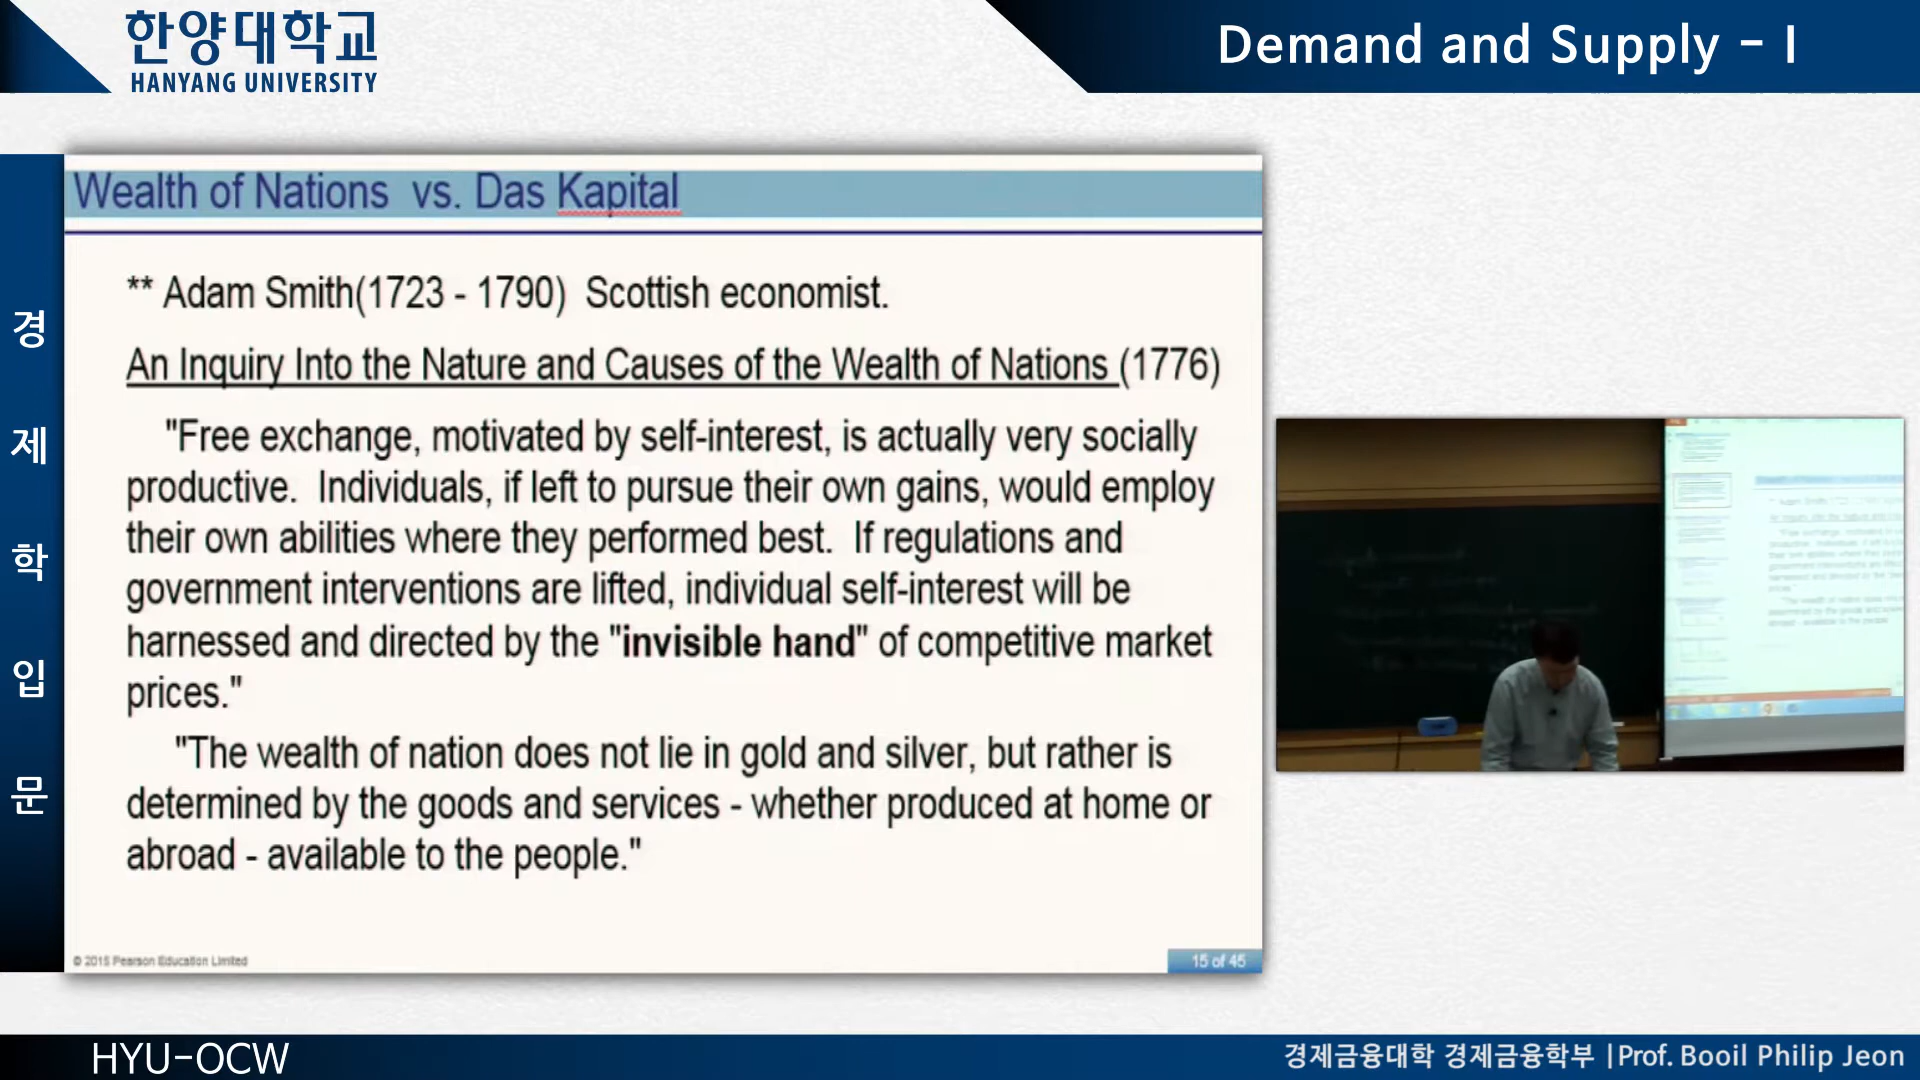 한양대학교
HANYANG UNIVERSITY
Demand and Supply - I
경
제
학
입
문
Wealth of Nations vs. Das Kapital
** Adam Smith(1723 - 1790) Scottish economist.
An Inquiry Into the Nature and Causes of the Wealth of Nations (1776)
"Free exchange, motivated by self-interest, is actually very socially
productive. Individuals, if left to pursue their own gains, would employ
their own abilities where they performed best. If regulations and
government interventions are lifted, individual self-interest will be
harnessed and directed by the "invisible hand" of competitive market
prices."
"The wealth of nation does not lie in gold and silver, but rather is
determined by the goods and services - whether produced at home or
abroad - available to the people."
© 2015 Pearson Education Limited
15 of 45
HYU-OCW
경제금융대학 경제금융학부 |Prof. Booil Philip Jeon